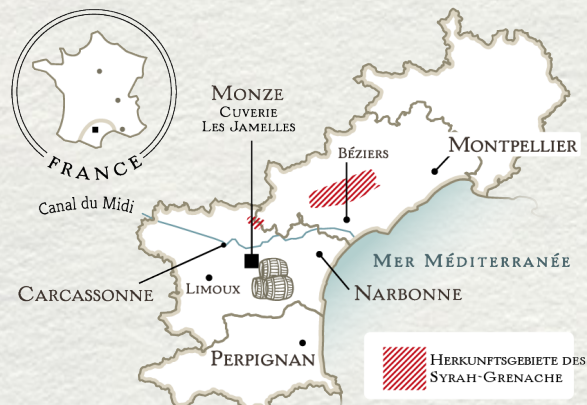 FRANCE
MONZE
CUVERIE
LES JAMELLES
BÉZIERS
MONTPELLIER
Canal du Midi
MER MÉDITERRANÉE
CARCASSONNE
LIMOUX
NARBONNE
PERPIGNAN
HERKUNFTSGEBIETE DES
SYRAH-GRENACHE